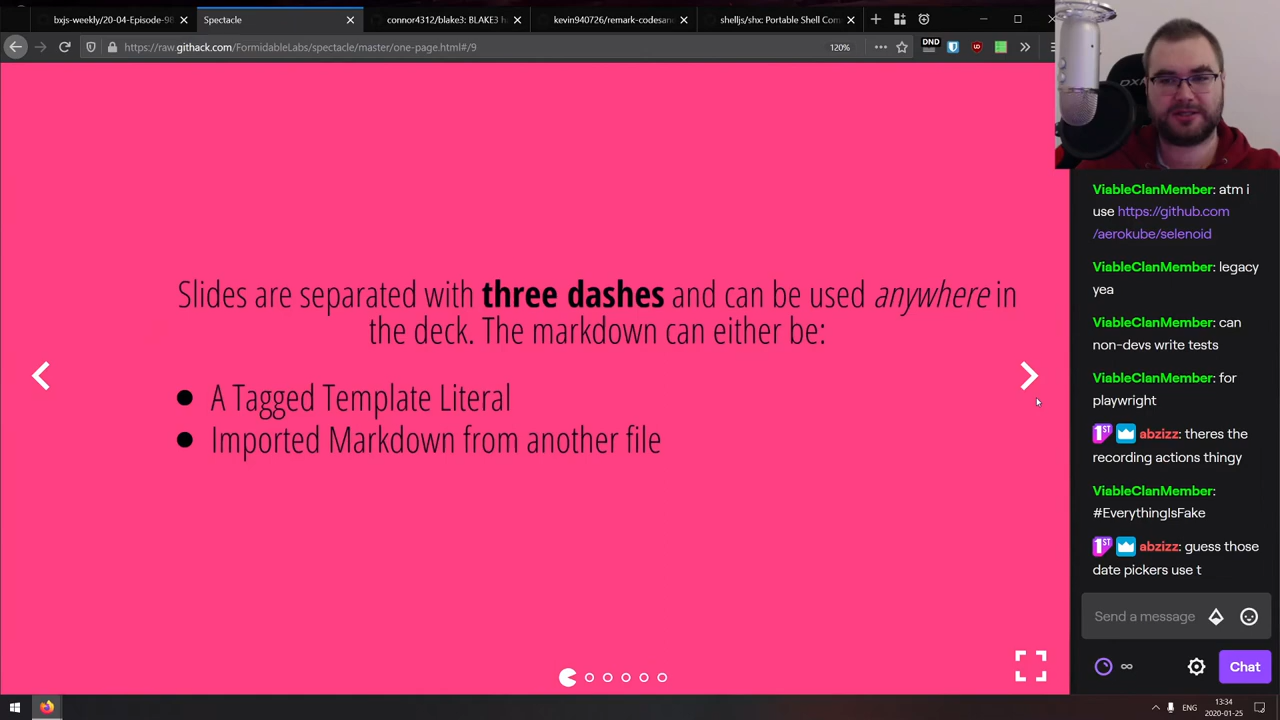 bxjs-weekly/20-04-Episode-98
Spectacle
connor4312/blake3: BLAKE3 h
kevin940726/remark-codesan
shelljs/shx: Portable Shell Com
https://raw.githack.com/FormidableLabs/spectacle/master/one-page.html#/9
120%
DND
Slides are separated with three dashes and can be used anywhere in
the deck. The markdown can either be:
A Tagged Template Literal
Imported Markdown from another file
ViableClanMember: atm i
use https://github.com
/aerokube/selenoid
ViableClanMember: legacy
yea
ViableClanMember: can
non-devs write tests
ViableClanMember: for
playwright
1ST abzizz: theres the
recording actions thingy
ViableClanMember:
#EverythingIsFake
1ST abzizz: guess those
date pickers use t
Send a message
Chat
ENG
13:34
2020-01-25